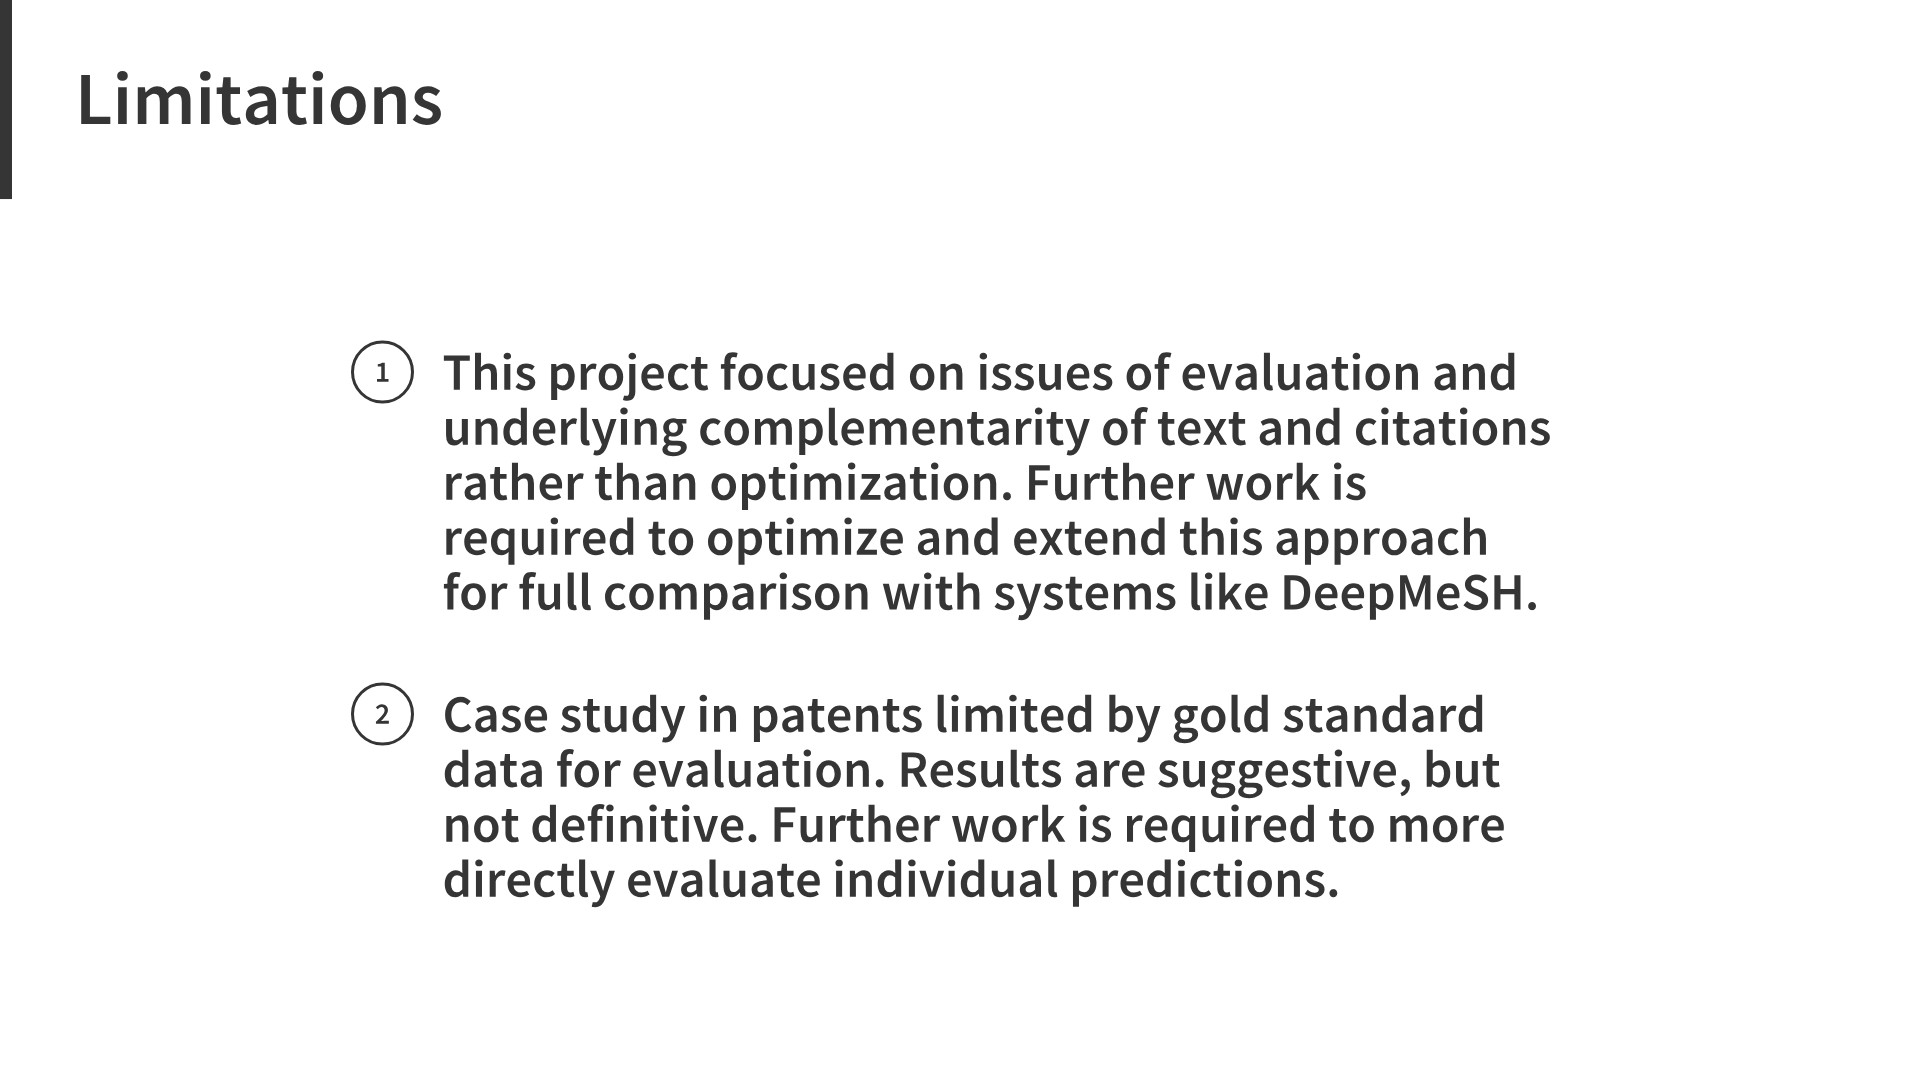 Limitations
1 This project focused on issues of evaluation and
underlying complementarity of text and citations
rather than optimization. Further work is
required to optimize and extend this approach
for full comparison with systems like DeepMeSH.
2 Case study in patents limited by gold standard
data for evaluation. Results are suggestive, but
not definitive. Further work is required to more
directly evaluate individual predictions.